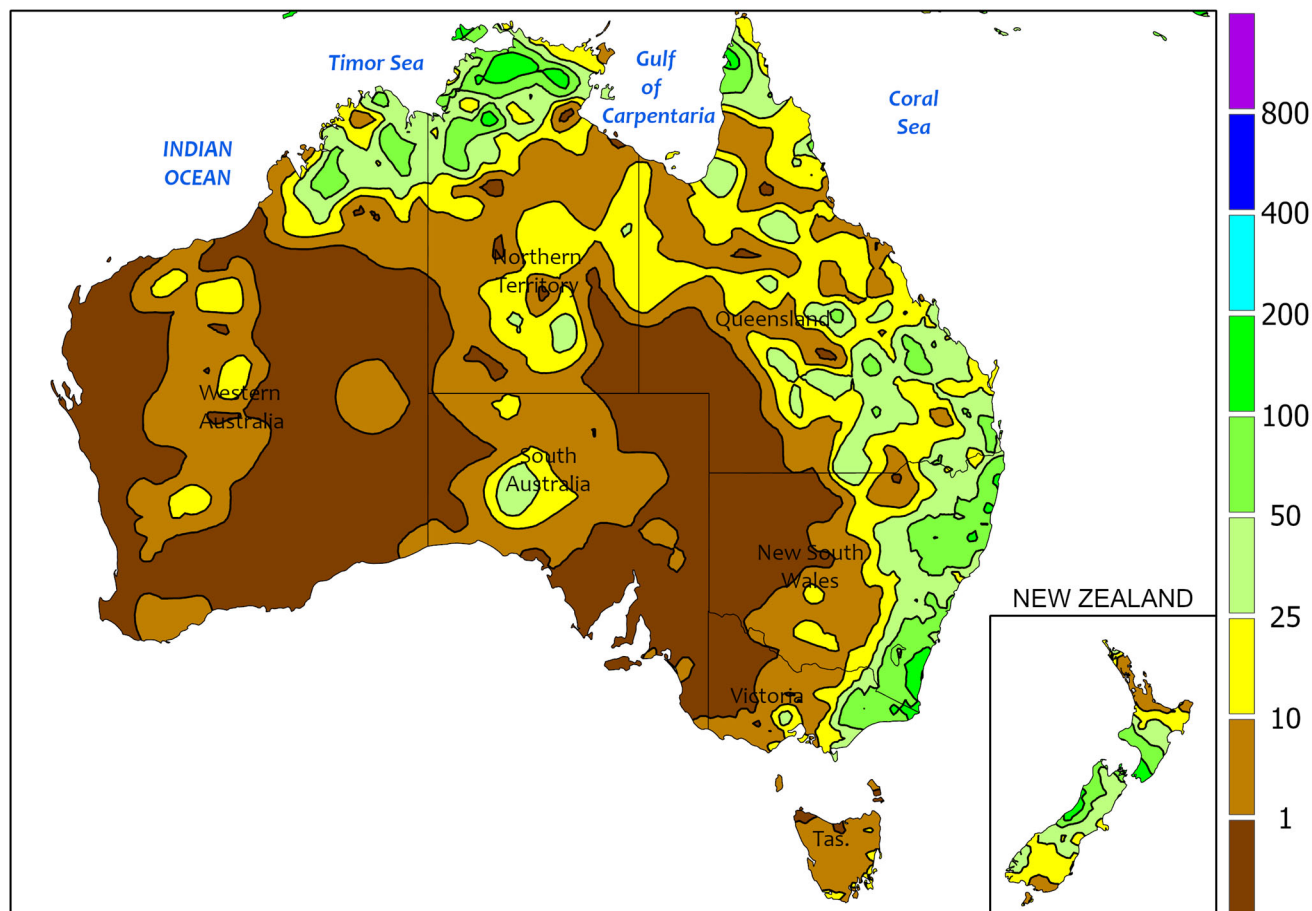 Timor Sea
Gulf
of
Carpentaria
Coral
Sea
INDIAN
OCEAN
Northern
Territory
Queensland
Western
Australia
South
Australia
New South
Wales
Victoria
Tas.
NEW ZEALAND
800
400
200
100
50
25
10
1